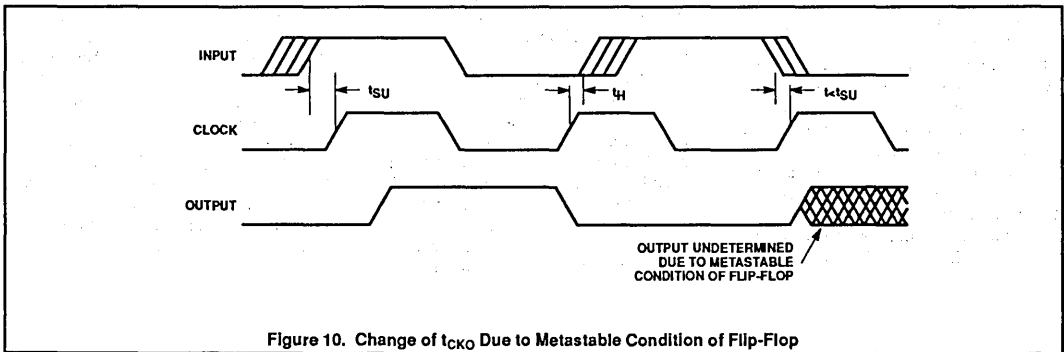 INPUT
tSU
tH
t<tSU
CLOCK
OUTPUT
OUTPUT UNDETERMINED
DUE TO METASTABLE
CONDITION OF FLIP-FLOP
Figure 10. Change of tCKO Due to Metastable Condition of Flip-Flop